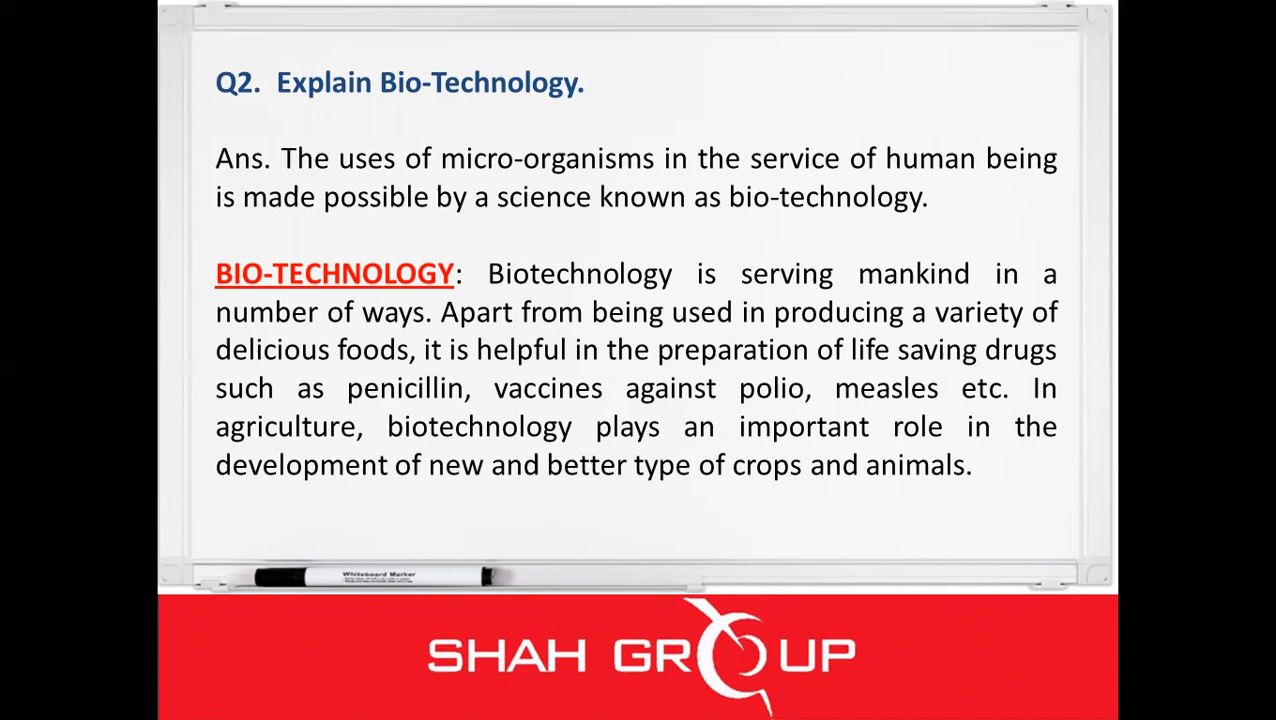 Q2. Explain Bio-Technology.
Ans. The uses of micro-organisms in the service of human being
is made possible by a science known as bio-technology.
BIO-TECHNOLOGY: Biotechnology is serving mankind in a
number of ways. Apart from being used in producing a variety of
delicious foods, it is helpful in the preparation of life saving drugs
such as penicillin, vaccines against polio, measles etc. In
agriculture, biotechnology plays an important role in the
development of new and better type of crops and animals.
Whiteboard Marker
SHAH GROUP